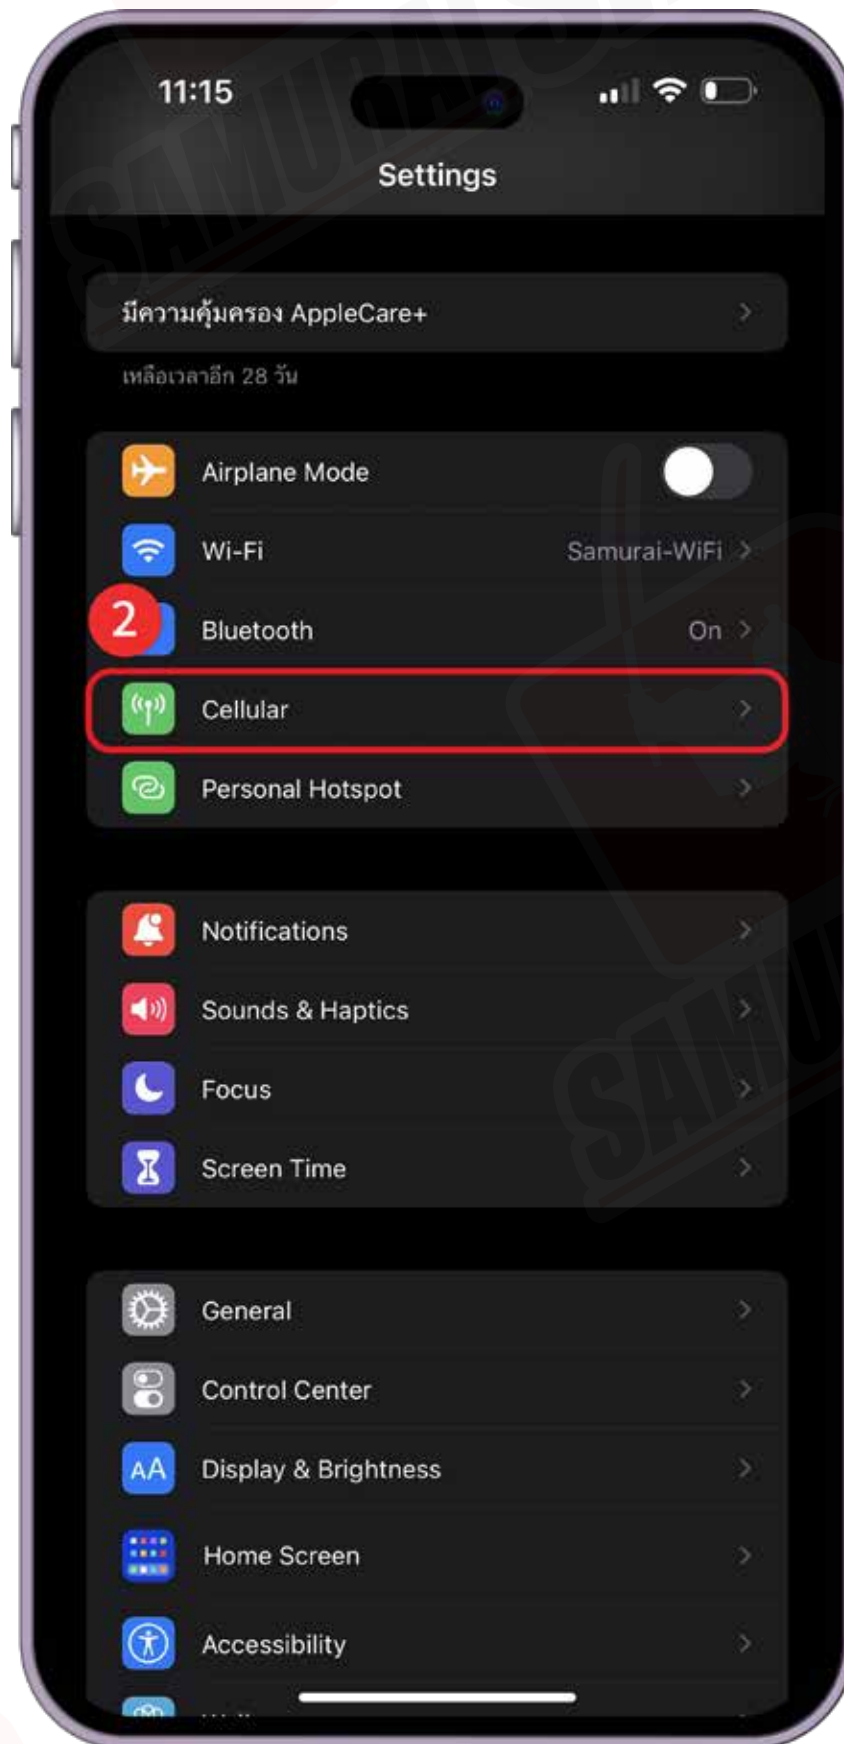 11:15
Settings
มีความคุ้มครอง AppleCare+
เหลือเวลาอีก 28 วัน
Airplane Mode
Wi-Fi Samurai-WiFi
2
Bluetooth On
Cellular
Personal Hotspot
Notifications
Sounds & Haptics
Focus
Screen Time
General
Control Center
AA Display & Brightness
Home Screen
Accessibility
SAMURAI